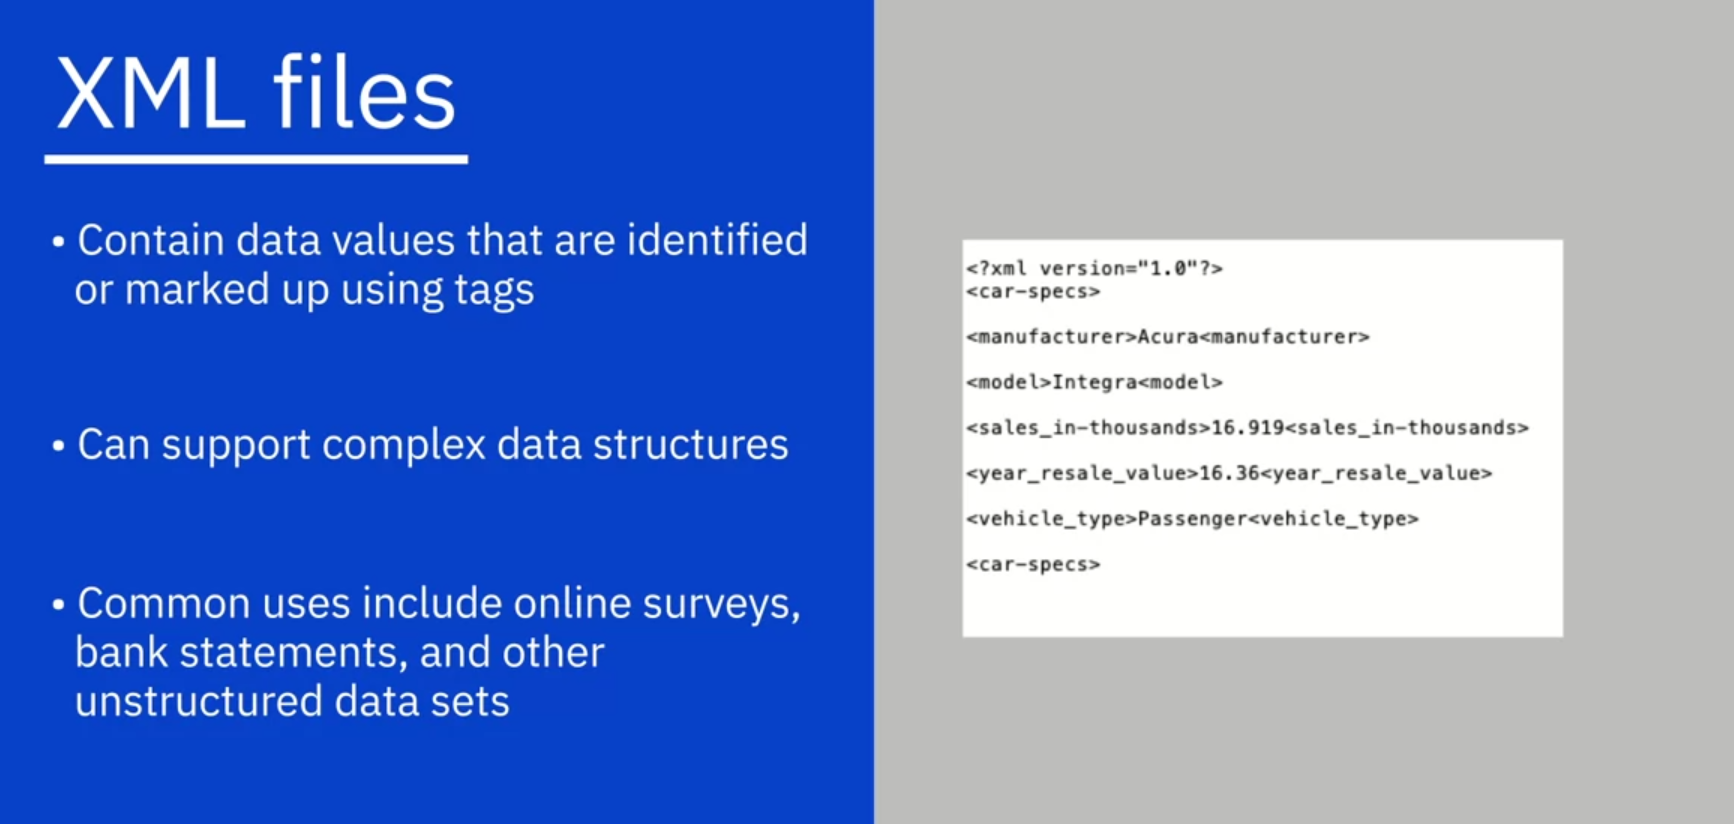 XML files
• Contain data values that are identified
or marked up using tags
• Can support complex data structures
• Common uses include online surveys,
bank statements, and other
unstructured data sets
<?xml version="1.0"?>
<car-specs>
<manufacturer>Acura<manufacturer>
<model>Integra<model>
<sales_in-thousands>16.919<sales_in-thousands>
<year_resale_value>16.36<year_resale_value>
<vehicle_type>Passenger<vehicle_type>
<car-specs>